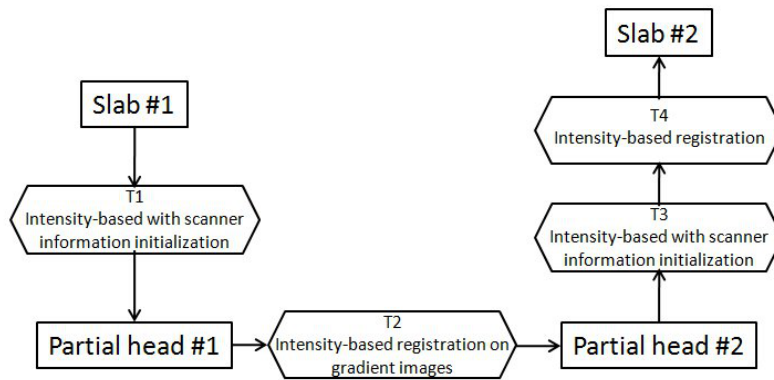 Slab #1
T1
Intensity-based with scanner
information initialization
Partial head #1
T2
Intensity-based registration on
gradient images
Partial head #2
T3
Intensity-based with scanner
information initialization
T4
Intensity-based registration
Slab #2